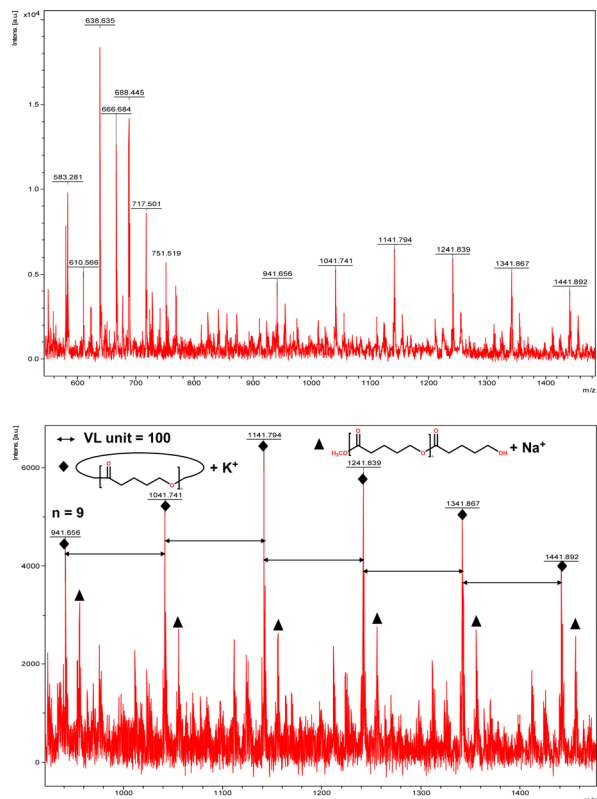 Intens. [a.u.]
x10⁴
2.0
1.5
1.0
0.5
0.0
638.635
688.445
666.684
583.281
717.501
610.566
751.519
941.656
1041.741
1141.794
1241.839
1341.867
1441.892
600
700
800
900
1000
1100
1200
1300
1400
m/z
Intens. [a.u.]
6000
4000
2000
0
VL unit = 100
O
O
+ K⁺
n = 9
1141.794
H₃CO
O
O
O
OH
n
+ Na⁺
1241.839
1041.741
941.656
1341.867
1441.892
1000
1100
1200
1300
1400
m/z